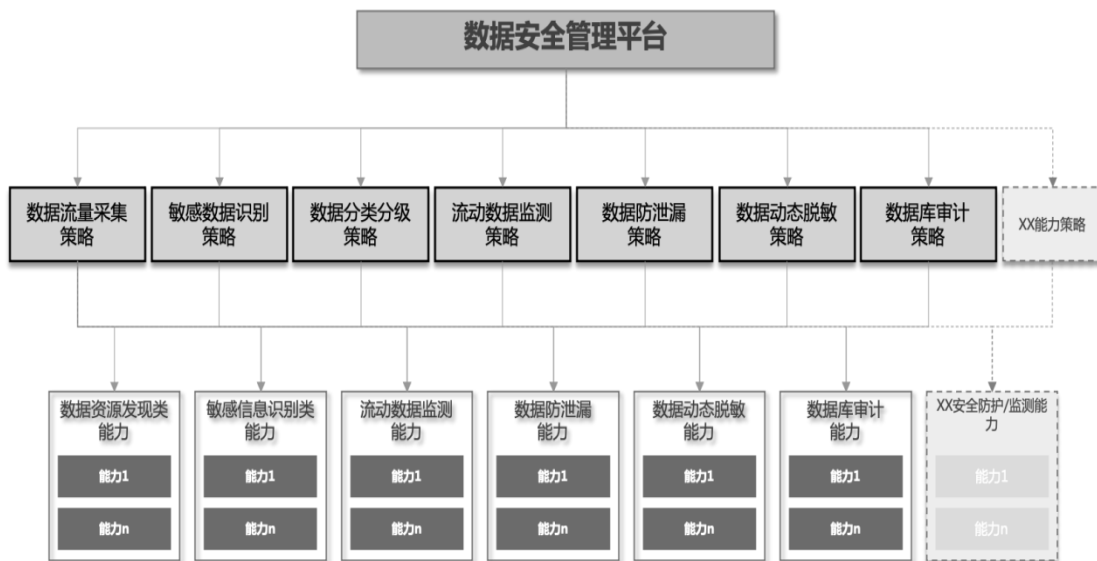 数据安全管理平台
数据流量采集
策略
敏感数据识别
策略
数据分类分级
策略
流动数据监测
策略
数据防泄漏
策略
数据动态脱敏
策略
数据库审计
策略
XX能力策略
数据资源发现类
能力
能力1
能力n
敏感信息识别类
能力
能力1
能力n
流动数据监测
能力
能力1
能力n
数据防泄漏
能力
能力1
能力n
数据动态脱敏
能力
能力1
能力n
数据库审计
能力
能力1
能力n
XX安全防护/监测能
力
能力1
能力n